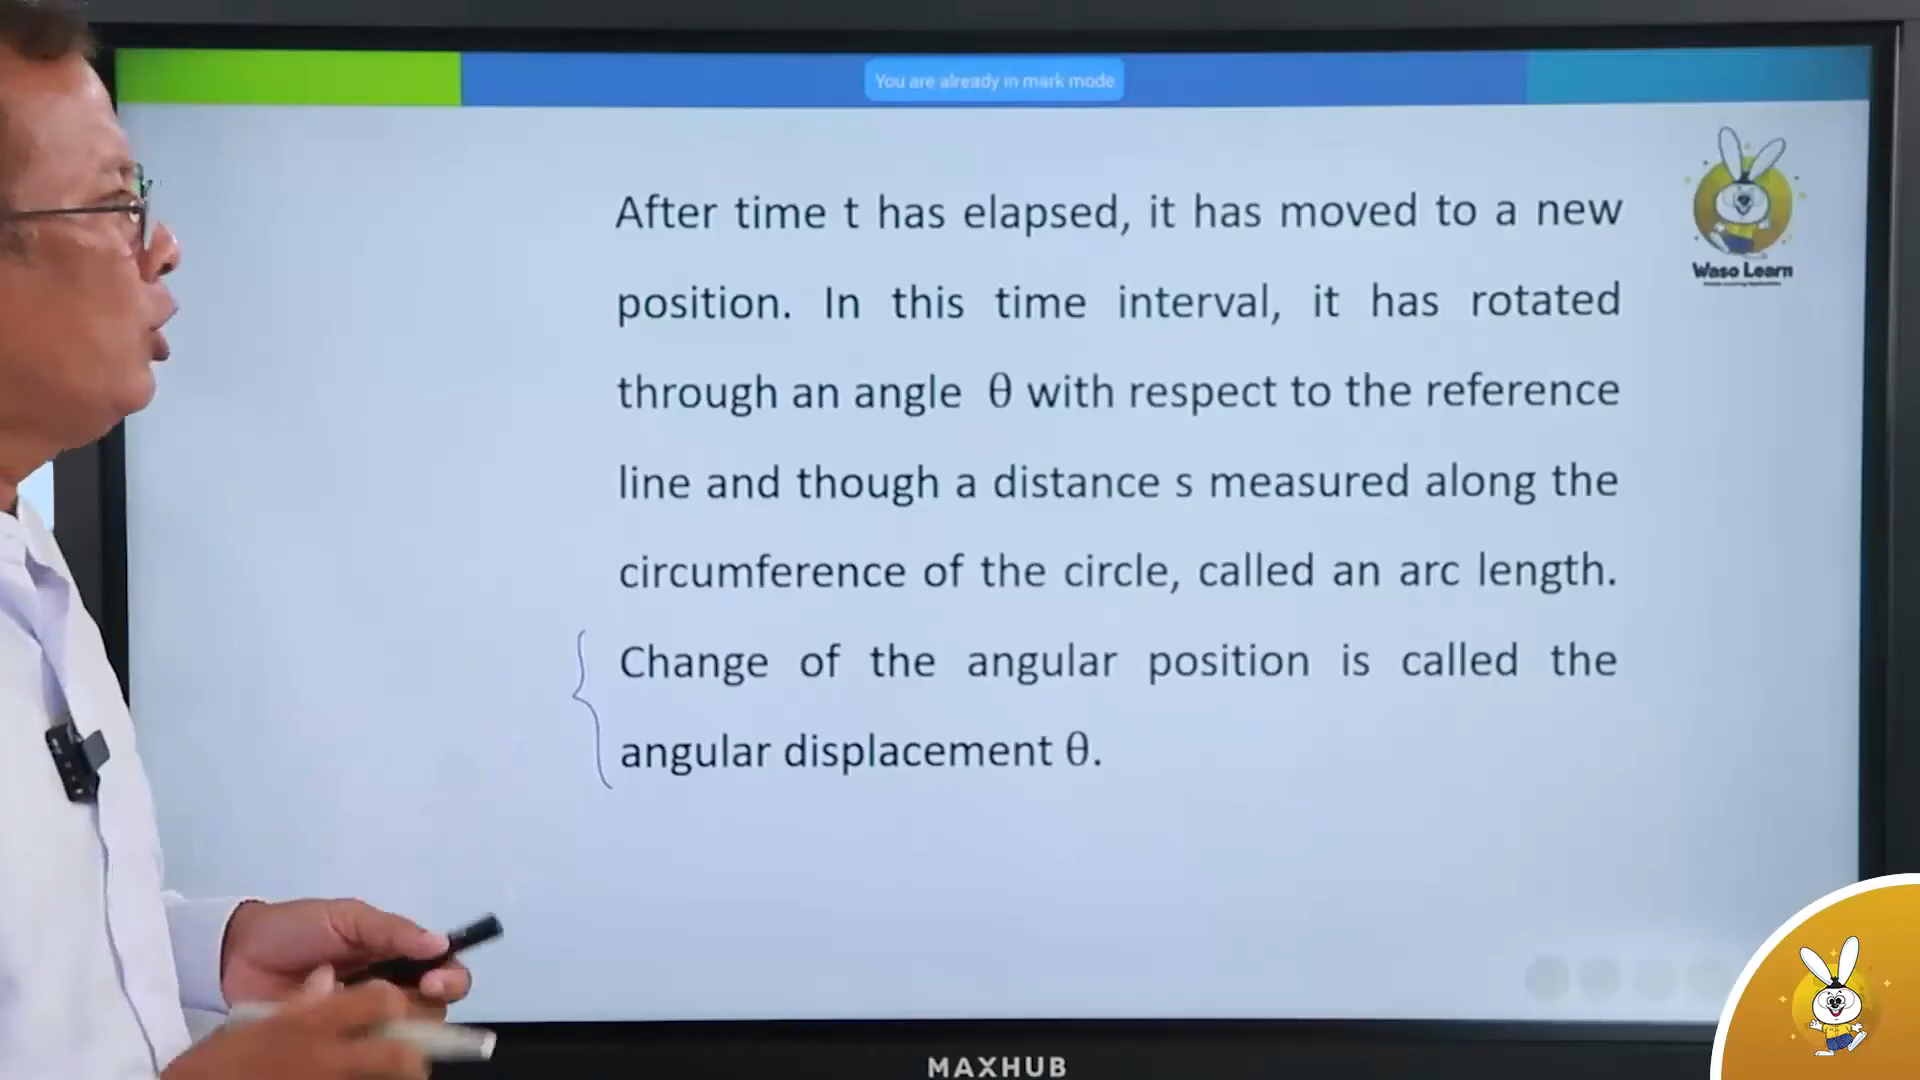 You are already in mark mode
After time t has elapsed, it has moved to a new
position. In this time interval, it has rotated
through an angle θ with respect to the reference
line and though a distance s measured along the
circumference of the circle, called an arc length.
Change of the angular position is called the
angular displacement θ.
Waso Learn
MAXHUB